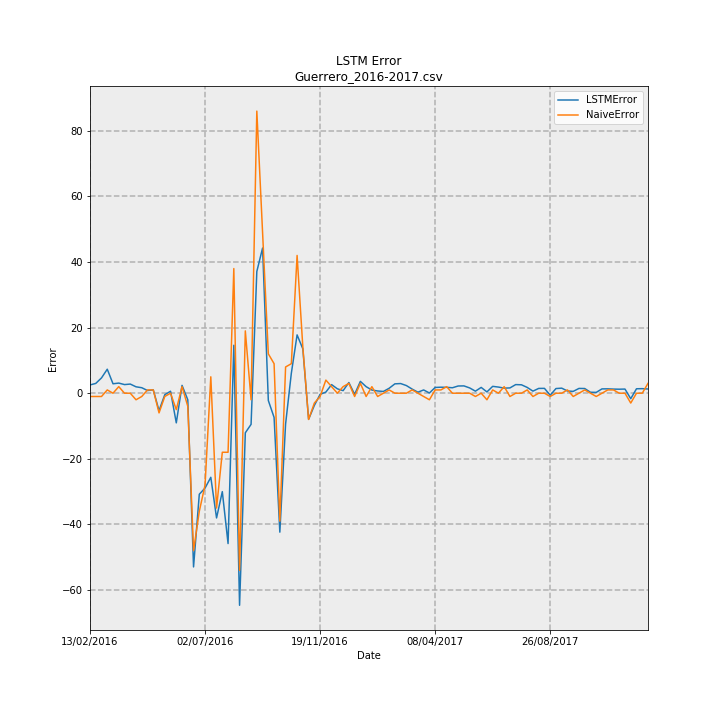 LSTM Error
Guerrero_2016-2017.csv
LSTMError
NaiveError
Error
80
60
40
20
0
−20
−40
−60
13/02/2016
02/07/2016
19/11/2016
08/04/2017
26/08/2017
Date